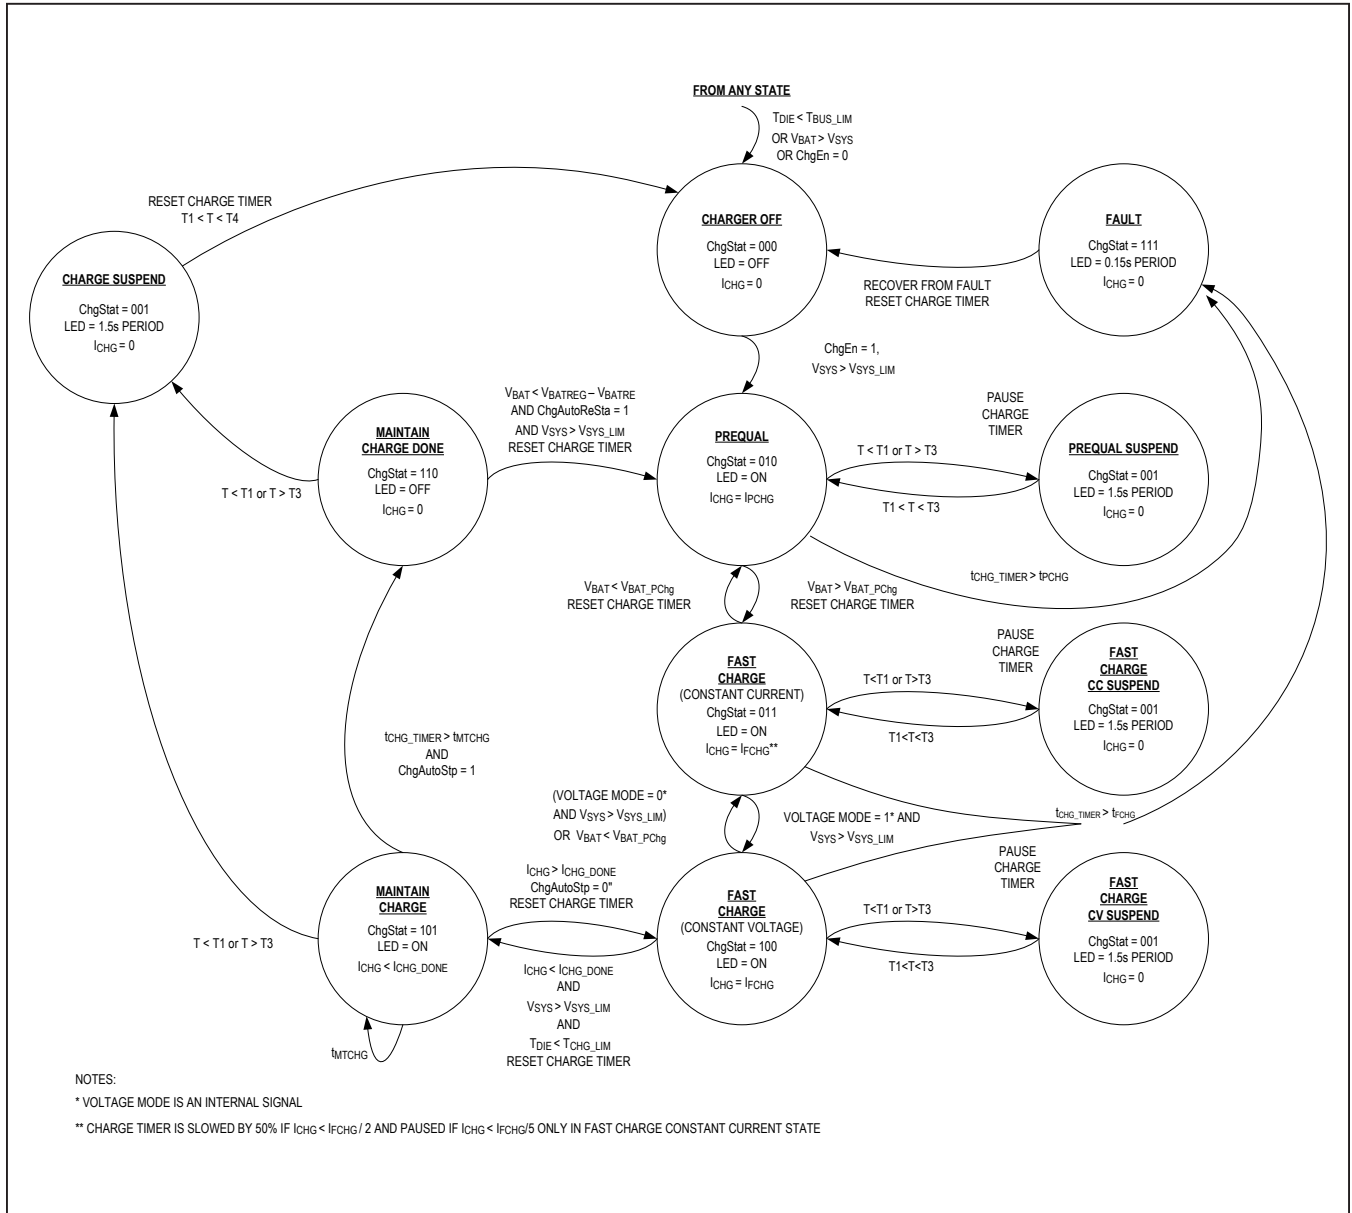 FROM ANY STATE
TDIE < TBUS_LIM
OR VBAT > VSYS
OR ChgEn = 0
RESET CHARGE TIMER
T1 < T < T4
CHARGE SUSPEND
ChgStat = 001
LED = 1.5s PERIOD
ICHG = 0
CHARGER OFF
ChgStat = 000
LED = OFF
ICHG = 0
FAULT
ChgStat = 111
LED = 0.15s PERIOD
ICHG = 0
RECOVER FROM FAULT
RESET CHARGE TIMER
ChgEn = 1,
VSYS > VSYS_LIM
VBAT < VBATREG – VBATRE
AND ChgAutoReSta = 1
AND VSYS > VSYS_LIM
RESET CHARGE TIMER
T < T1 or T > T3
MAINTAIN
CHARGE DONE
ChgStat = 110
LED = OFF
ICHG = 0
PREQUAL
ChgStat = 010
LED = ON
ICHG = IPCHG
T < T1 or T > T3
T1 < T < T3
PAUSE
CHARGE
TIMER
PREQUAL SUSPEND
ChgStat = 001
LED = 1.5s PERIOD
ICHG = 0
tCHG_TIMER > tPCHG
VBAT < VBAT_PChg
RESET CHARGE TIMER
VBAT > VBAT_PChg
RESET CHARGE TIMER
FAST
CHARGE
(CONSTANT CURRENT)
ChgStat = 011
LED = ON
ICHG = IFCHG**
T<T1 or T>T3
T1<T<T3
PAUSE
CHARGE
TIMER
FAST
CHARGE
CC SUSPEND
ChgStat = 001
LED = 1.5s PERIOD
ICHG = 0
tCHG_TIMER > tMTCHG
AND
ChgAutoStp = 1
(VOLTAGE MODE = 0*
AND VSYS > VSYS_LIM)
OR VBAT < VBAT_PChg
VOLTAGE MODE = 1* AND
VSYS > VSYS_LIM
tCHG_TIMER > tFCHG
MAINTAIN
CHARGE
ChgStat = 101
LED = ON
ICHG < ICHG_DONE
T < T1 or T > T3
tMTCHG
ICHG > ICHG_DONE
ChgAutoStp = 0"
RESET CHARGE TIMER
ICHG < ICHG_DONE
AND
VSYS > VSYS_LIM
AND
TDIE < TCHG_LIM
RESET CHARGE TIMER
FAST
CHARGE
(CONSTANT VOLTAGE)
ChgStat = 100
LED = ON
ICHG = IFCHG
T<T1 or T>T3
T1<T<T3
PAUSE
CHARGE
TIMER
FAST
CHARGE
CV SUSPEND
ChgStat = 001
LED = 1.5s PERIOD
ICHG = 0
NOTES:
* VOLTAGE MODE IS AN INTERNAL SIGNAL
** CHARGE TIMER IS SLOWED BY 50% IF ICHG < IFCHG / 2 AND PAUSED IF ICHG < IFCHG/5 ONLY IN FAST CHARGE CONSTANT CURRENT STATE